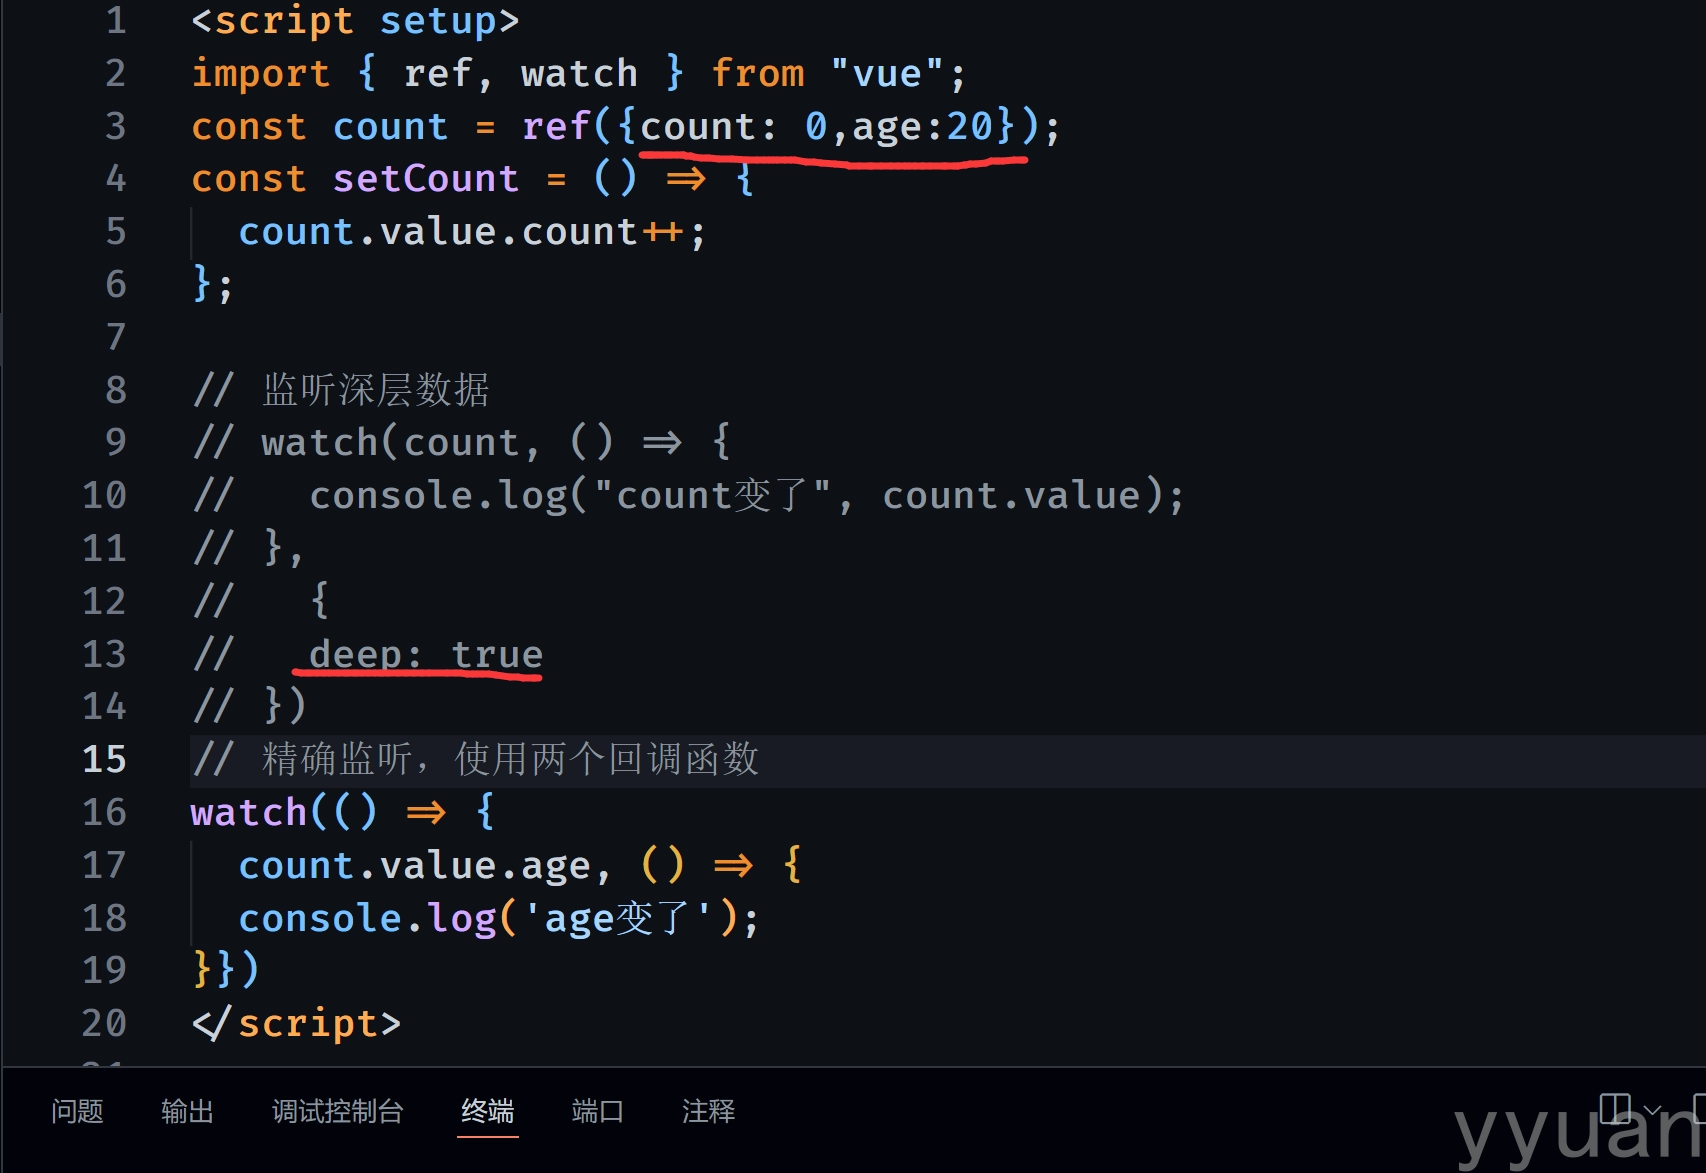 1 <script setup>
2 import { ref, watch } from "vue";
3 const count = ref({count: 0,age:20});
4 const setCount = () => {
5   count.value.count++;
6 };
7
8 // 监听深层数据
9 // watch(count, () => {
10 //   console.log("count变了", count.value);
11 // },
12 //   {
13 //   deep: true
14 // })
15 // 精确监听，使用两个回调函数
16 watch(() => {
17   count.value.age, () => {
18   console.log('age变了');
19 }})
20 </script>
问题 输出 调试控制台 终端 端口 注释
yyuan